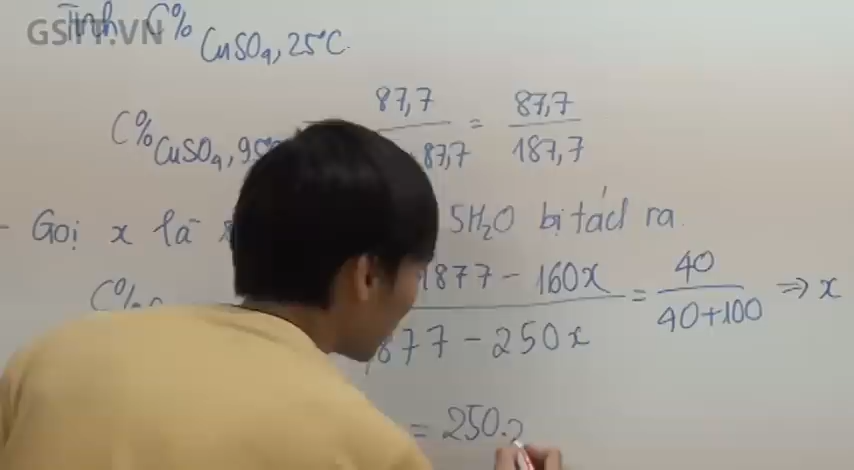 GSTT.VN
Tính C% CuSO4, 25°C.
C% CuSO4, 95 87,7 / 87,7 = 87,7 / 187,7
- Gọi x là 5H2O bị tách ra.
C% 1877 - 160x / 877 - 250x = 40 / 40+100 ⇒ x
= 250.